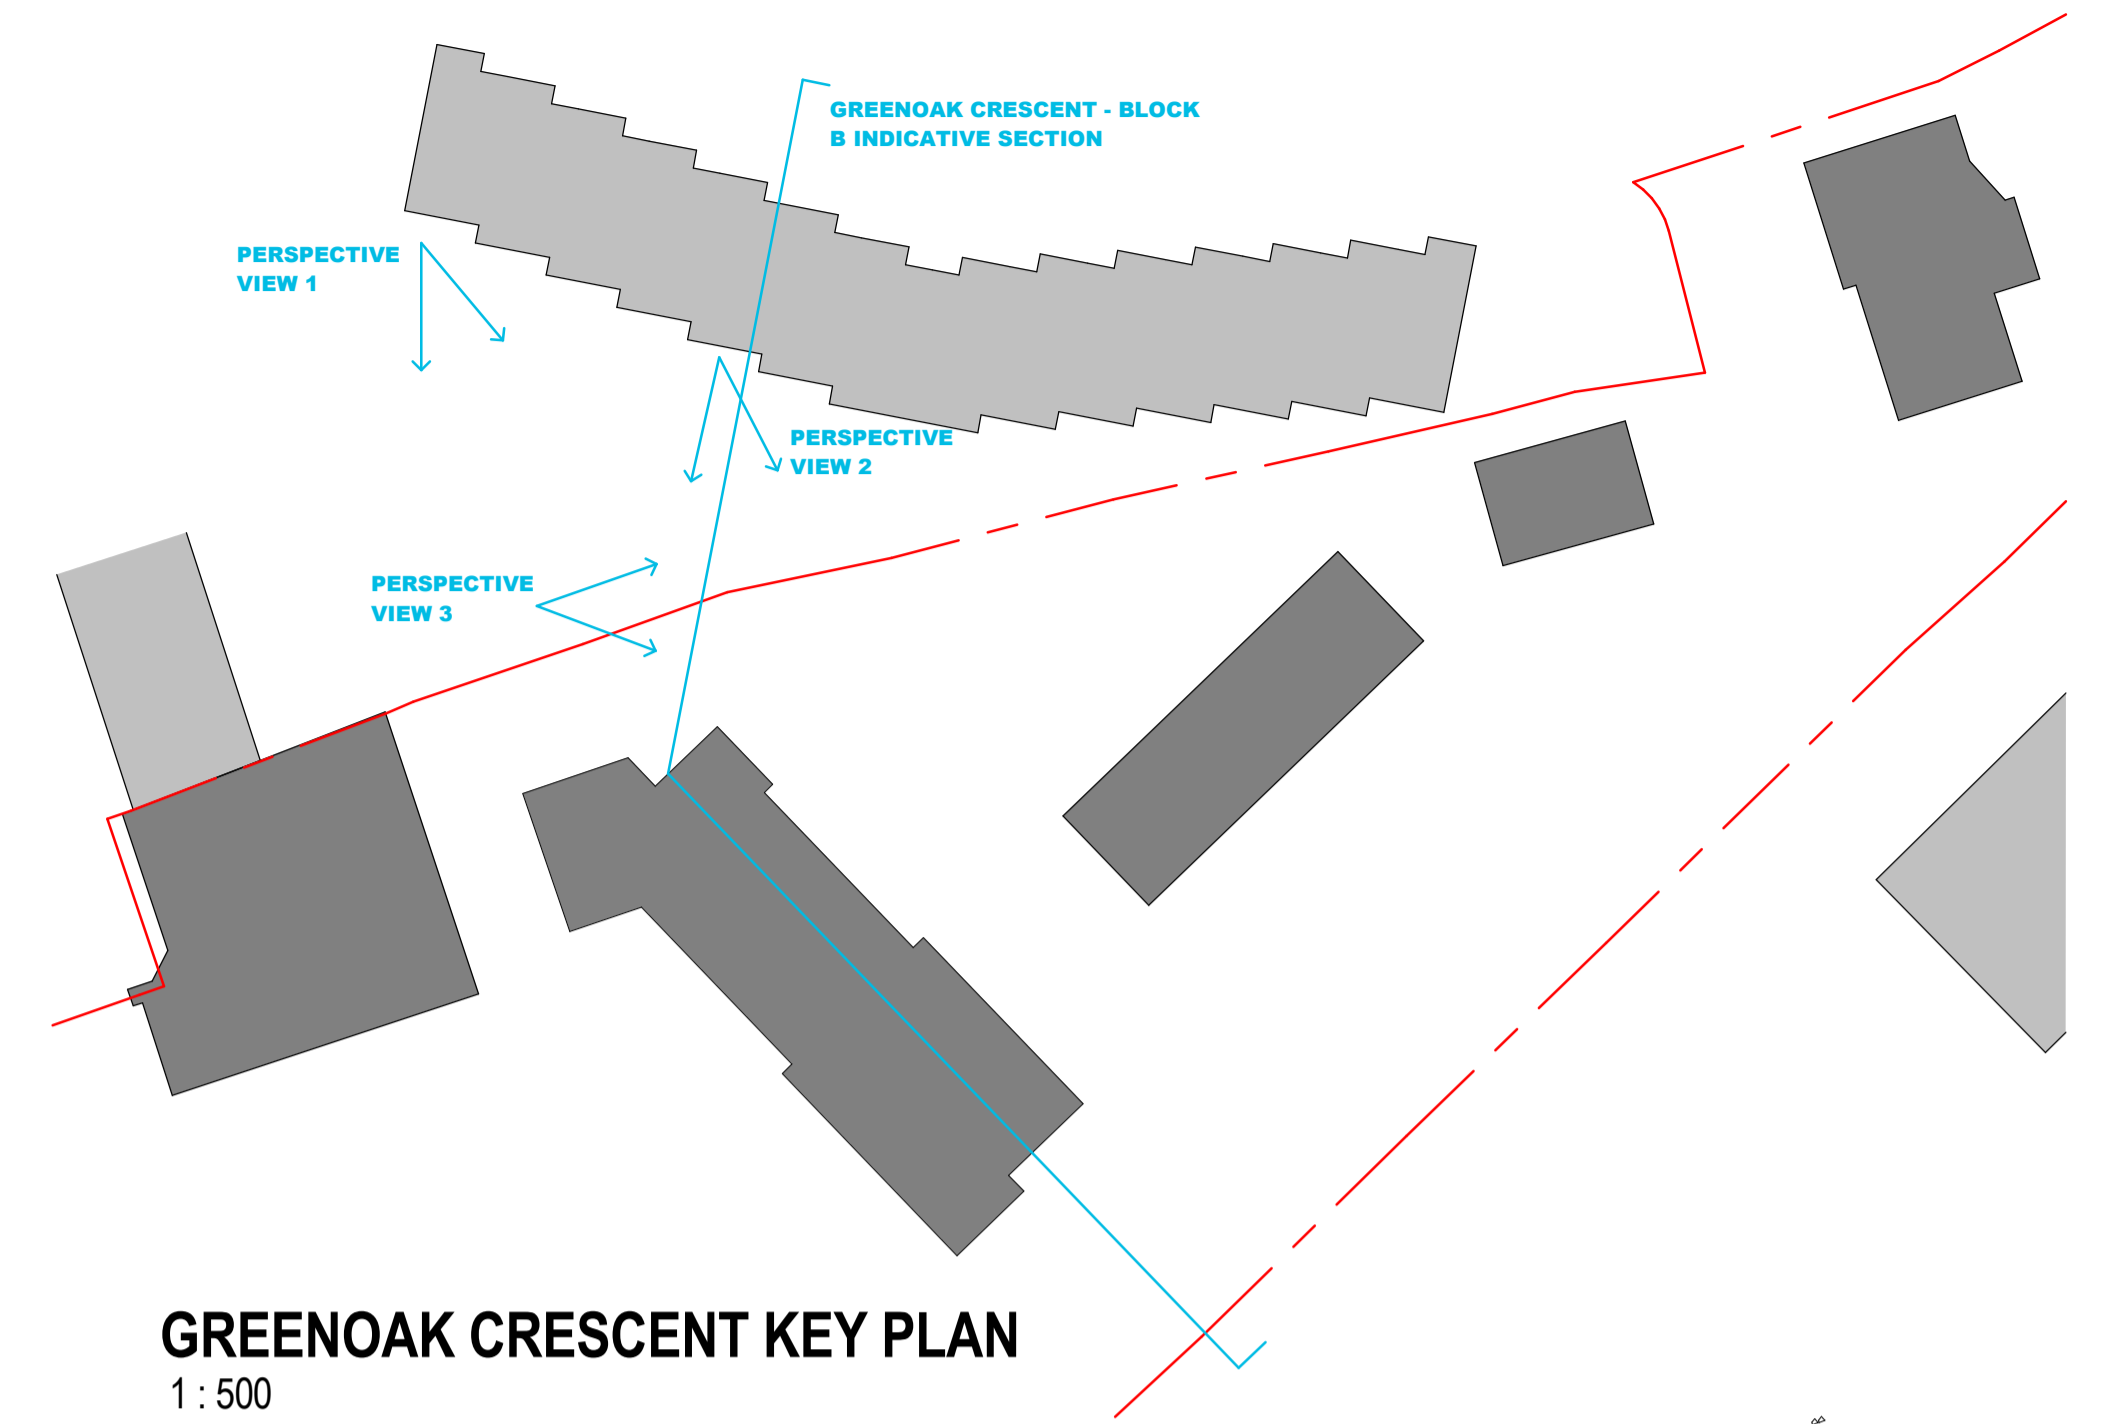 GREENOAK CRESCENT - BLOCK
B INDICATIVE SECTION
PERSPECTIVE
VIEW 1
PERSPECTIVE
VIEW 2
PERSPECTIVE
VIEW 3
GREENOAK CRESCENT KEY PLAN
1 : 500